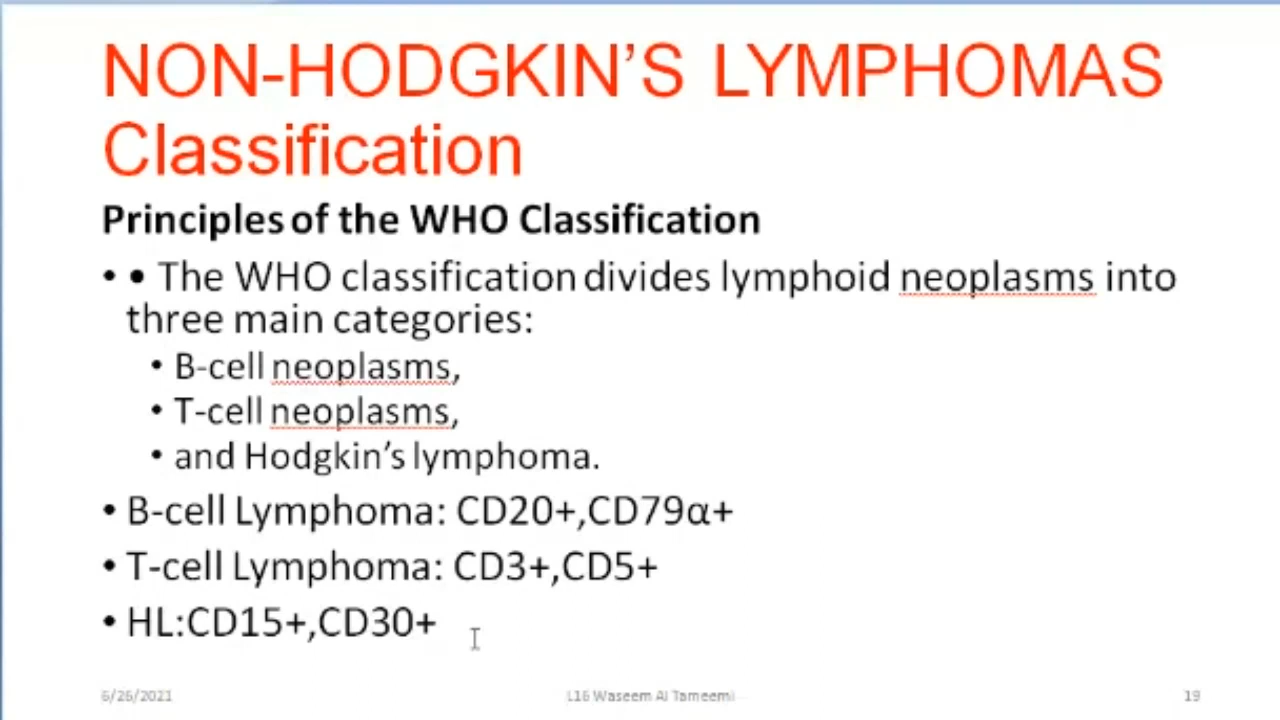 NON-HODGKIN’S LYMPHOMAS
Classification
Principles of the WHO Classification
• • The WHO classification divides lymphoid neoplasms into
three main categories:
• B-cell neoplasms,
• T-cell neoplasms,
• and Hodgkin’s lymphoma.
• B-cell Lymphoma: CD20+,CD79α+
• T-cell Lymphoma: CD3+,CD5+
• HL:CD15+,CD30+
6/26/2021 L16 Waseem Al Tameemi 19